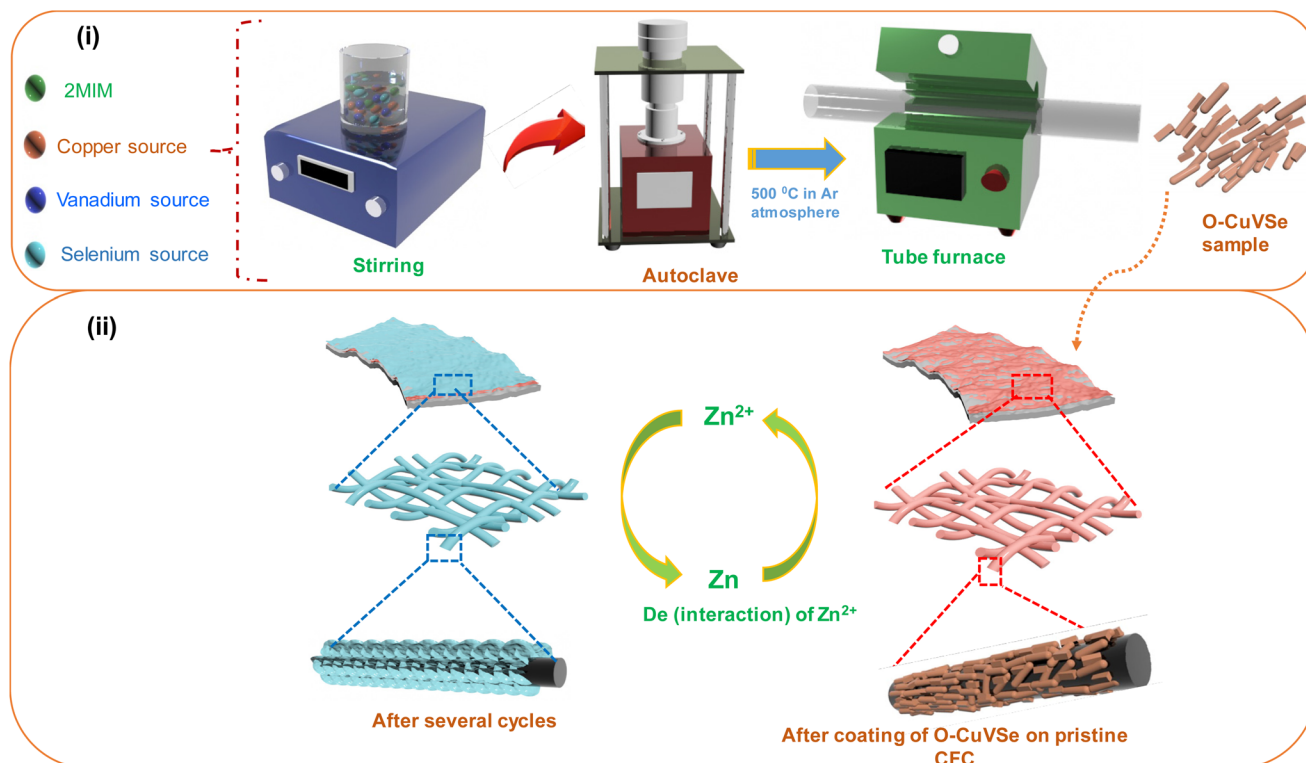 (i)
2MIM
Copper source
Vanadium source
Selenium source
Stirring
Autoclave
500 ⁰C in Ar
atmosphere
Tube furnace
O-CuVSe
sample
(ii)
Zn²⁺
Zn
De (interaction) of Zn²⁺
After several cycles
After coating of O-CuVSe on pristine
CFC